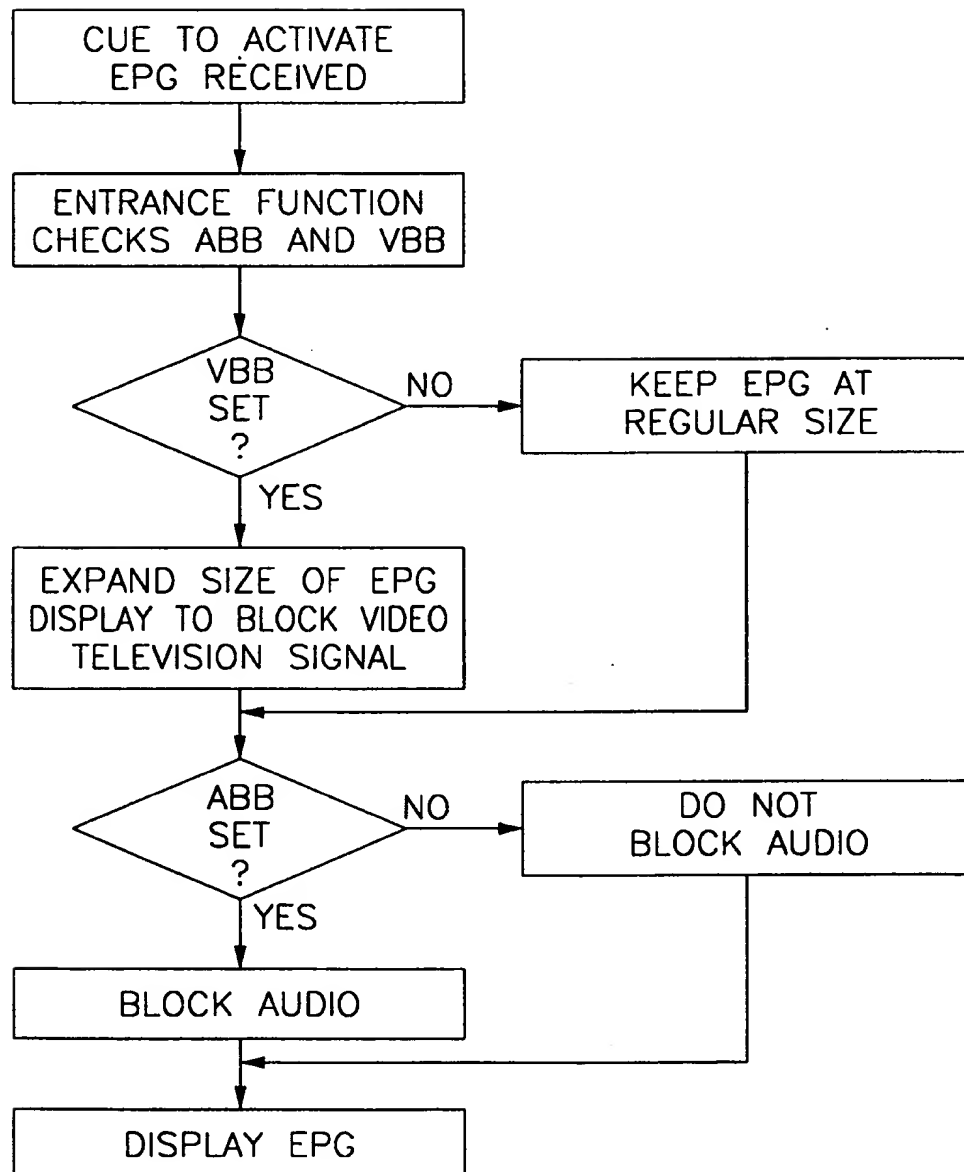 CUE TO ACTIVATE
EPG RECEIVED
ENTRANCE FUNCTION
CHECKS ABB AND VBB
VBB
SET
?
NO
KEEP EPG AT
REGULAR SIZE
YES
EXPAND SIZE OF EPG
DISPLAY TO BLOCK VIDEO
TELEVISION SIGNAL
ABB
SET
?
NO
DO NOT
BLOCK AUDIO
YES
BLOCK AUDIO
DISPLAY EPG